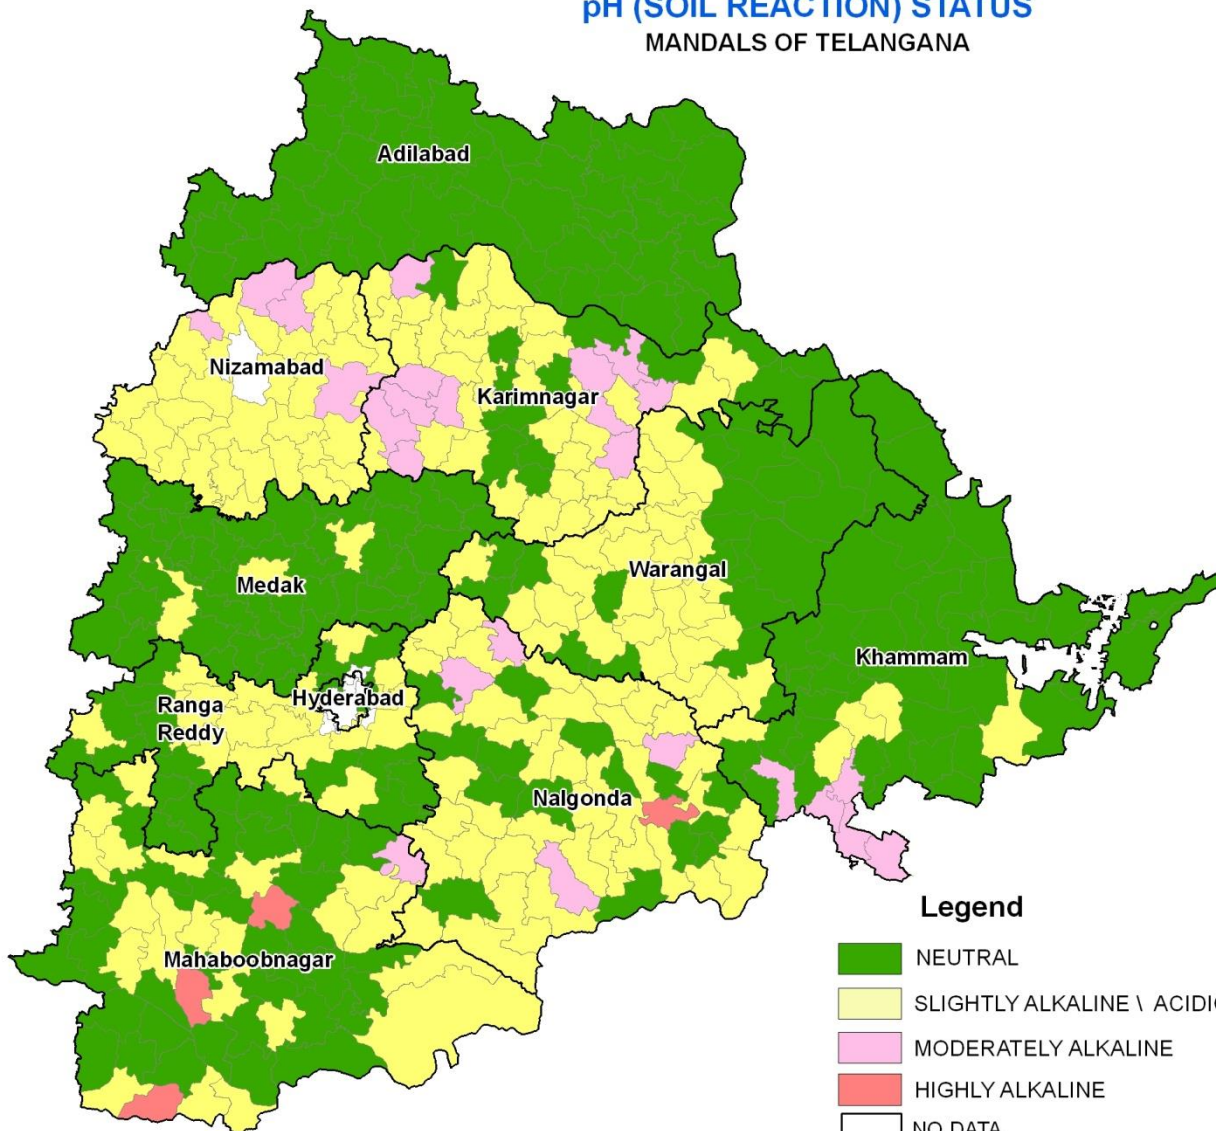 pH (SOIL REACTION) STATUS
MANDALS OF TELANGANA
Adilabad
Nizamabad
Karimnagar
Warangal
Medak
Khammam
Hyderabad
Ranga
Reddy
Nalgonda
Mahaboobnagar
Legend
NEUTRAL
SLIGHTLY ALKALINE \ ACIDI
MODERATELY ALKALINE
HIGHLY ALKALINE
NO DATA